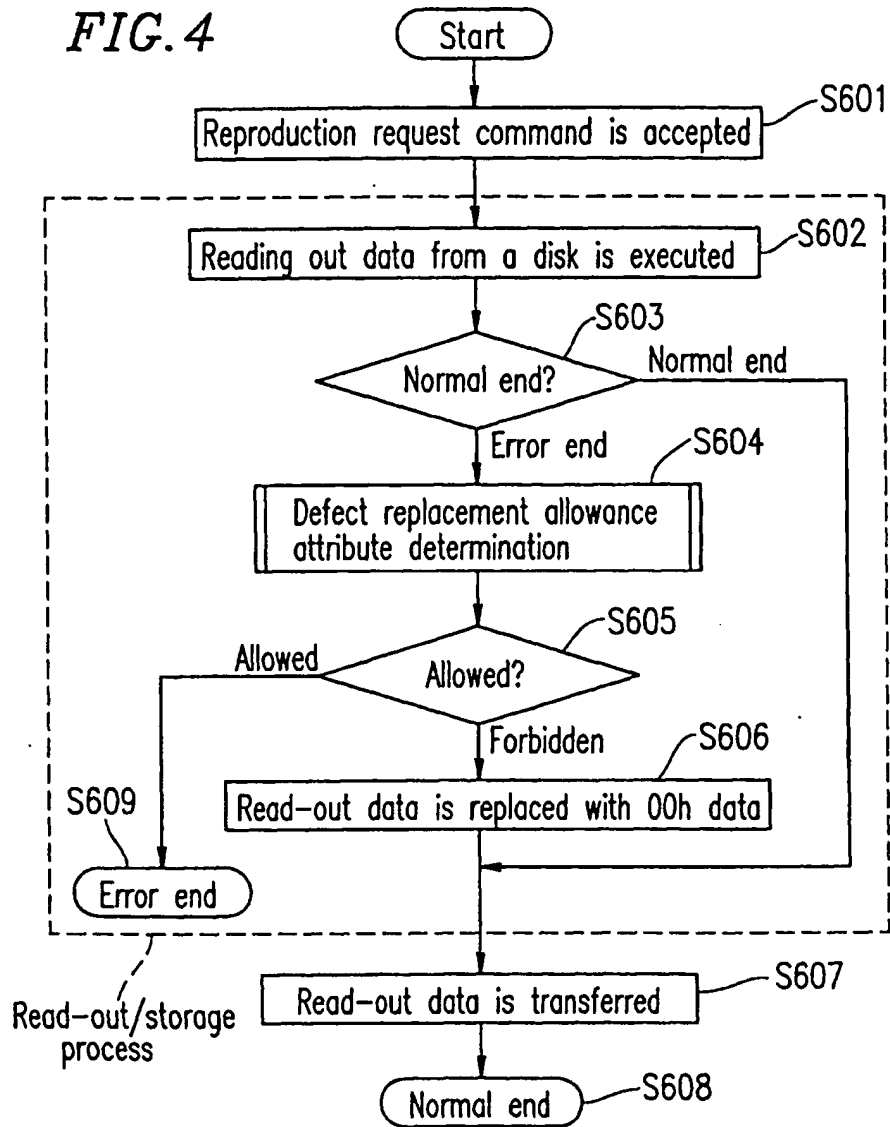 FIG. 4
Start
S601
Reproduction request command is accepted
S602
Reading out data from a disk is executed
S603
Normal end?
Normal end
Error end
S604
Defect replacement allowance
attribute determination
S605
Allowed
Allowed?
Forbidden
S606
Read-out data is replaced with 00h data
S609
Error end
S607
Read-out/storage
process
Read-out data is transferred
S608
Normal end